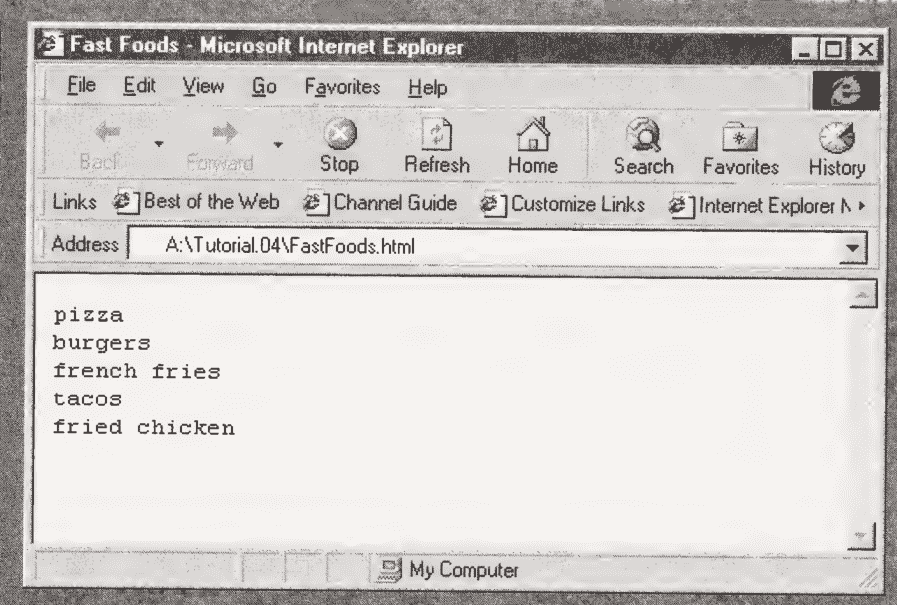 Fast Foods - Microsoft Internet Explorer
File Edit View Go Favorites Help
Back Forward Stop Refresh Home Search Favorites History
Links Best of the Web Channel Guide Customize Links Internet Explorer N
Address A:\Tutorial.04\FastFoods.html
pizza
burgers
french fries
tacos
fried chicken
My Computer